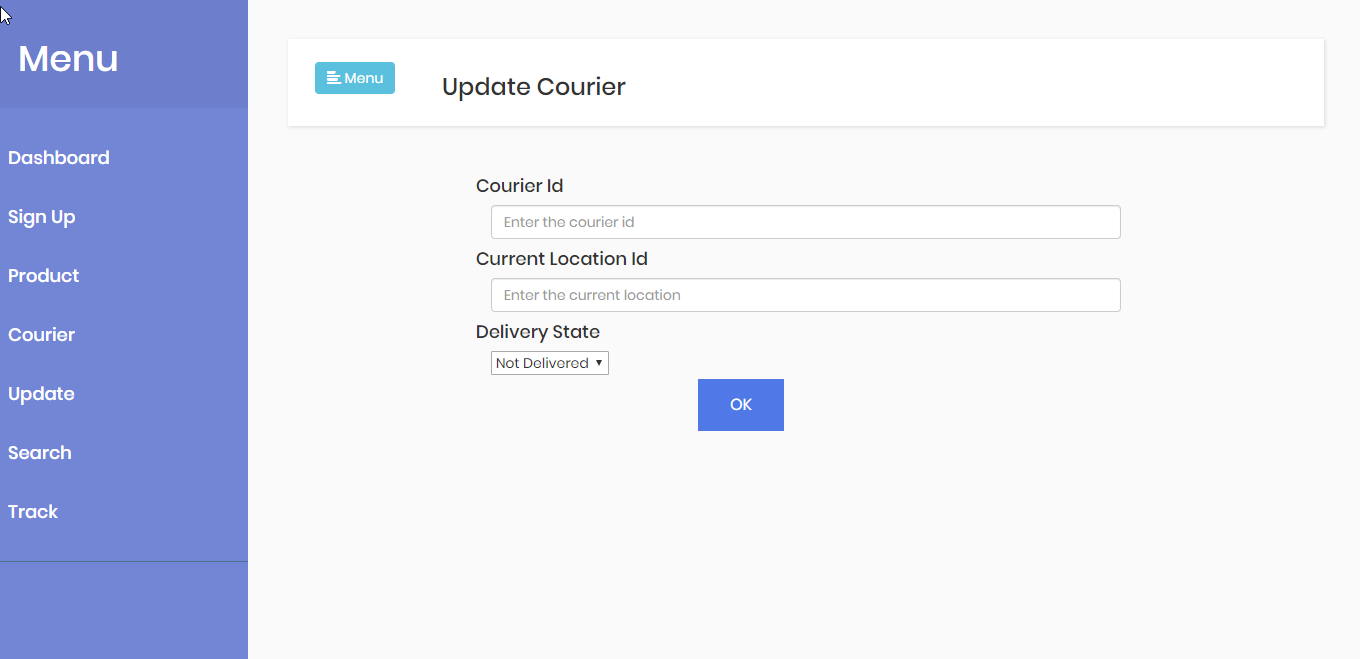 Menu
Dashboard
Sign Up
Product
Courier
Update
Search
Track
Menu
Update Courier
Courier Id
Enter the courier id
Current Location Id
Enter the current location
Delivery State
Not Delivered
OK